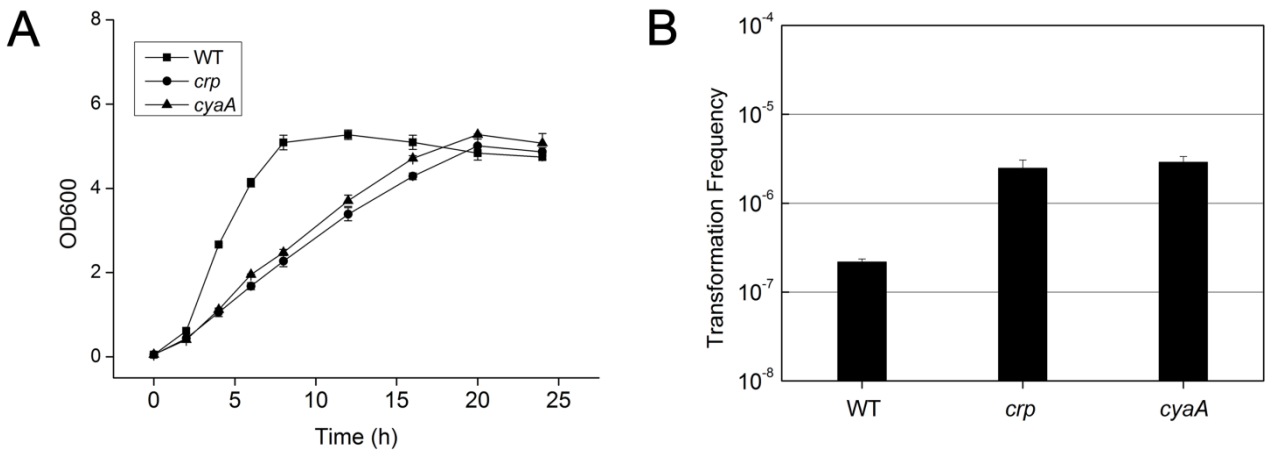 A
8
6
4
2
0
OD600
WT
crp
cyaA
0 5 10 15 20 25
Time (h)
B
10⁻⁴
10⁻⁵
10⁻⁶
10⁻⁷
10⁻⁸
Transformation Frequency
WT crp cyaA